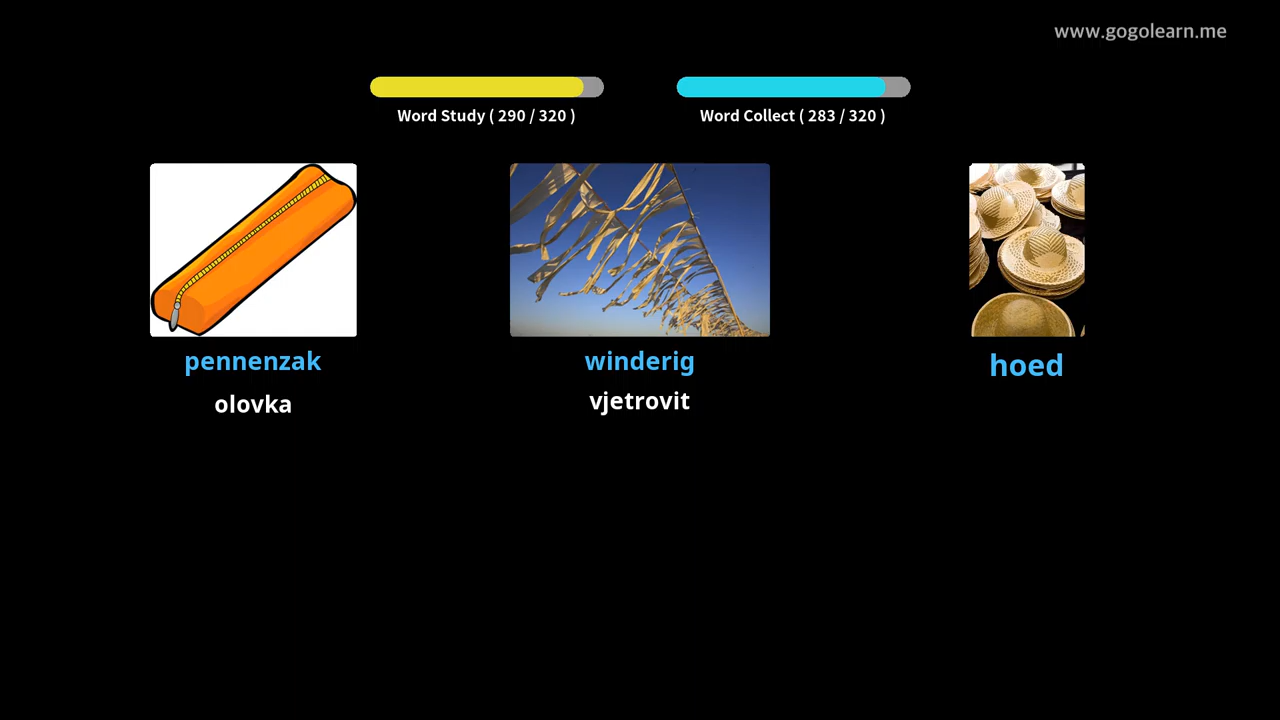 www.gogolearn.me
Word Study ( 290 / 320 )
Word Collect ( 283 / 320 )
pennenzak
olovka
winderig
vjetrovit
hoed